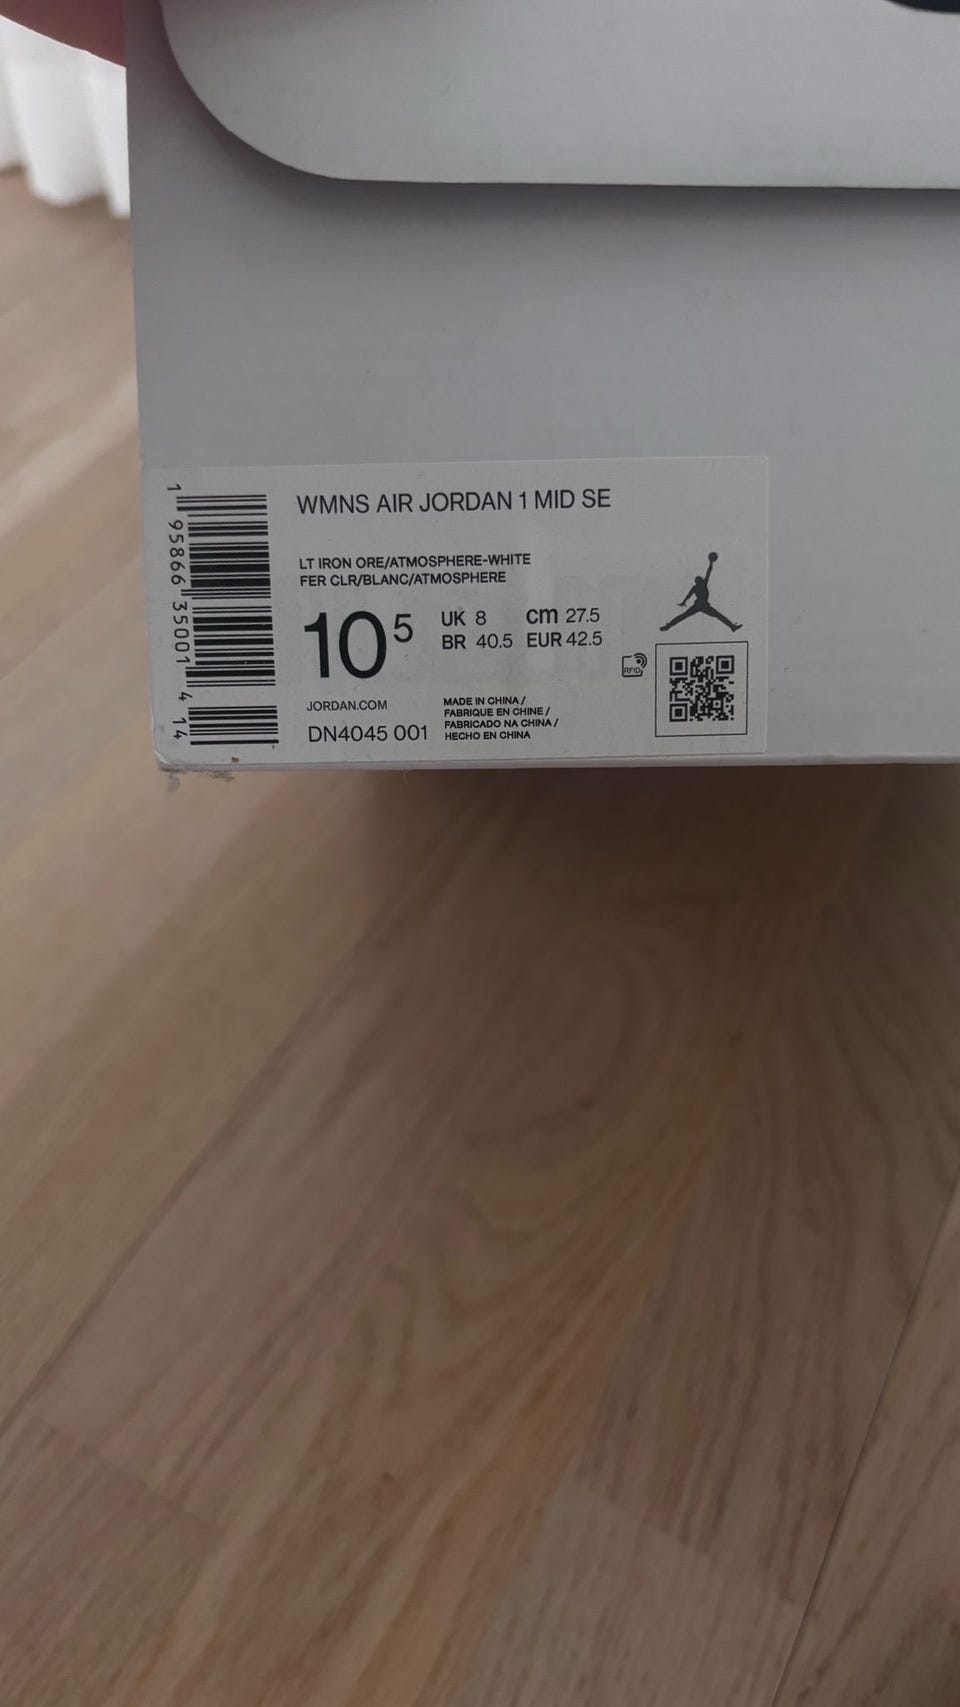 WMNS AIR JORDAN 1 MID SE
LT IRON ORE/ATMOSPHERE-WHITE
FER CLR/BLANC/ATMOSPHERE
10 5
UK 8 cm 27.5
BR 40.5 EUR 42.5
RFID
JORDAN.COM
DN4045 001
MADE IN CHINA /
FABRIQUE EN CHINE /
FABRICADO NA CHINA /
HECHO EN CHINA
1 95866 35001 4 14